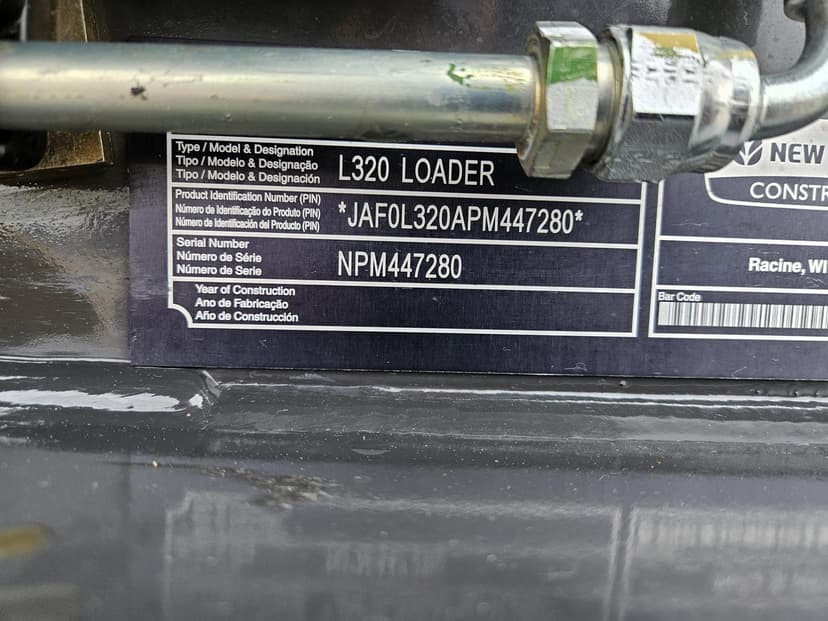 Type / Model & Designation
Tipo / Modelo & Designação
Tipo / Modelo & Designación
L320 LOADER
Product Identification Number (PIN)
Número de Identificação do Produto (PIN)
Número de Identificación del Producto (PIN)
*JAF0L320APM447280*
Serial Number
Número de Série
Número de Serie
NPM447280
Year of Construction
Ano de Fabricação
Año de Construcción
NEW
CONSTR
Racine, WI
Bar Code